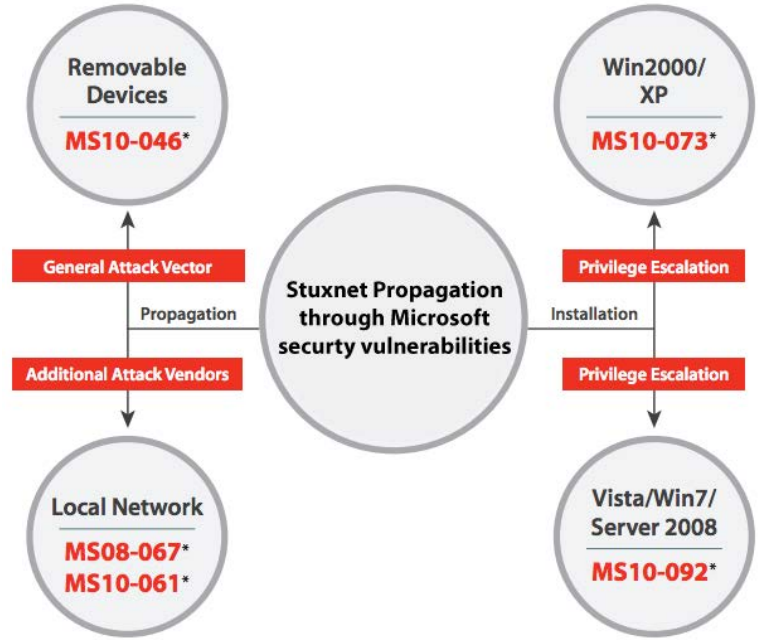 Removable
Devices
MS10-046*
Win2000/
XP
MS10-073*
General Attack Vector
Privilege Escalation
Propagation
Stuxnet Propagation
through Microsoft
securty vulnerabilities
Installation
Additional Attack Vendors
Privilege Escalation
Local Network
MS08-067*
MS10-061*
Vista/Win7/
Server 2008
MS10-092*